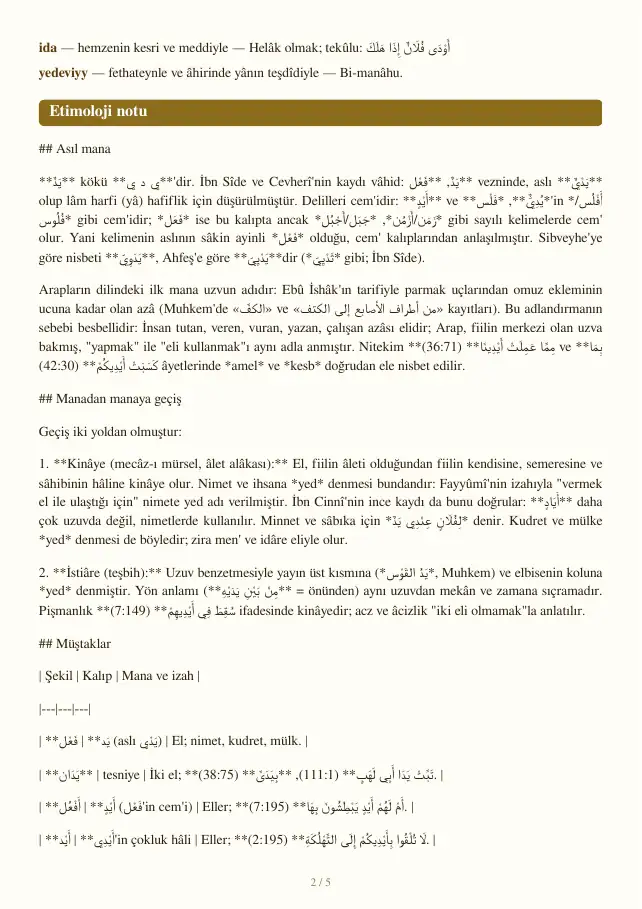 ida — hemzenin kesri ve meddiyle — Helâk olmak; tekûlu: أَوْدَى فُلَانٌ إِذَا هَلَكَ
yedeviyy — fethateynle ve âhirinde yânın teşdîdiyle — Bi-manâhu.
Etimoloji notu
## Asıl mana
**يَدٌ** kökü **ي د ي**'dir. İbn Sîde ve Cevherî'nin kaydı vâhid: **يَدٌ**, **فَعْل** vezninde, aslı **يَدْيٌ**
olup lâm harfi (yâ) hafiflik için düşürülmüştür. Delilleri cem'idir: **أَيْدٍ** ve **يُدِيٌّ**, *فَلْس*'in *أَفْلُس/
فُلُوس* gibi cem'idir; *فَعَل* ise bu kalıpta ancak *زَمَن/أَزْمُن*, *جَبَل/أَجْبُل* gibi sayılı kelimelerde cem'
olur. Yani kelimenin aslının sâkin ayinli *فَعْل* olduğu, cem' kalıplarından anlaşılmıştır. Sibveyhe'ye
göre nisbeti **يَدَوِيّ**, Ahfeş'e göre **يَدْيِيّ**dir (*ثَدْيِيّ* gibi; İbn Sîde).
Arapların dilindeki ilk mana uzvun adıdır: Ebû İshâk'ın tarifiyle parmak uçlarından omuz ekleminin
ucuna kadar olan azâ (Muhkem'de «الكفّ» ve «من أطراف الأصابع إلى الكتف» kayıtları). Bu adlandırmanın
sebebi besbellidir: İnsan tutan, veren, vuran, yazan, çalışan azâsı elidir; Arap, fiilin merkezi olan uzva
bakmış, "yapmak" ile "eli kullanmak"ı aynı adla anmıştır. Nitekim **مِمَّا عَمِلَتْ أَيْدِينَا** (36:71) ve **بِمَا
كَسَبَتْ أَيْدِيكُمْ** (42:30) âyetlerinde *amel* ve *kesb* doğrudan ele nisbet edilir.
## Manadan manaya geçiş
Geçiş iki yoldan olmuştur:
1. **Kinâye (mecâz-ı mürsel, âlet alâkası):** El, fiilin âleti olduğundan fiilin kendisine, semeresine ve
sâhibinin hâline kinâye olur. Nimet ve ihsana *yed* denmesi bundandır: Fayyûmî'nin izahıyla "vermek
el ile ulaştığı için" nimete yed adı verilmiştir. İbn Cinnî'nin ince kaydı da bunu doğrular: **أَيَادٍ** daha
çok uzuvda değil, nimetlerde kullanılır. Minnet ve sâbıka için *لِفُلَانٍ عِنْدِي يَدٌ* denir. Kudret ve mülke
*yed* denmesi de böyledir; zira men' ve idâre eliyle olur.
2. **İstiâre (teşbih):** Uzuv benzetmesiyle yayın üst kısmına (*يَدُ القَوْس*, Muhkem) ve elbisenin koluna
*yed* denmiştir. Yön anlamı (**مِنْ بَيْنِ يَدَيْهِ** = önünden) aynı uzuvdan mekân ve zamana sıçramadır.
Pişmanlık **سُقِطَ فِي أَيْدِيهِمْ** (7:149) ifadesinde kinâyedir; acz ve âcizlik "iki eli olmamak"la anlatılır.
## Müştaklar
| Şekil | Kalıp | Mana ve izah |
|---|---|---|
| **يَد** | فَعْل (aslı يَدْي) | El; nimet, kudret, mülk. |
| **يَدَان** | tesniye | İki el; **بِيَدَيَّ** (38:75), **تَبَّتْ يَدَا أَبِي لَهَبٍ** (111:1). |
| **أَيْدٍ** | أَفْعُل (فَعْل'in cem'i) | Eller; **أَمْ لَهُمْ أَيْدٍ يَبْطِشُونَ بِهَا** (7:195). |
| **أَيْدِي** | أَيْد'in çokluk hâli | Eller; **لَا تُلْقُوا بِأَيْدِيكُمْ إِلَى التَّهْلُكَةِ** (2:195). |
2 / 5